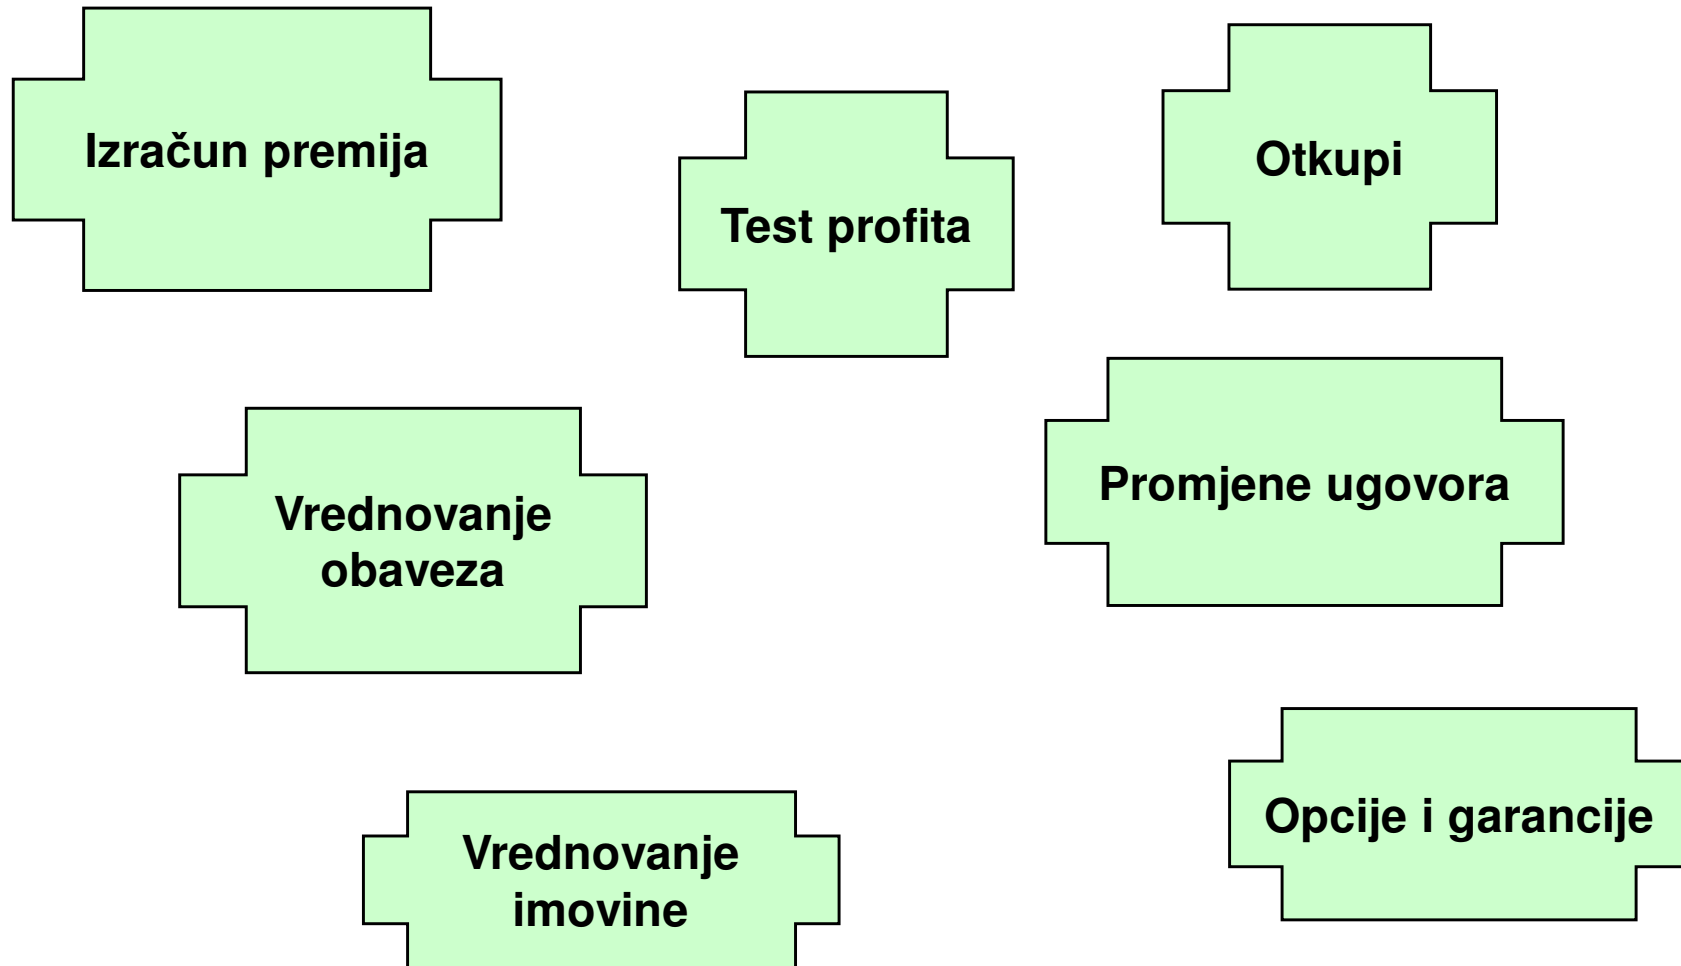 Izračun premija
Test profita
Otkupi
Vrednovanje
obaveza
Promjene ugovora
Vrednovanje
imovine
Opcije i garancije